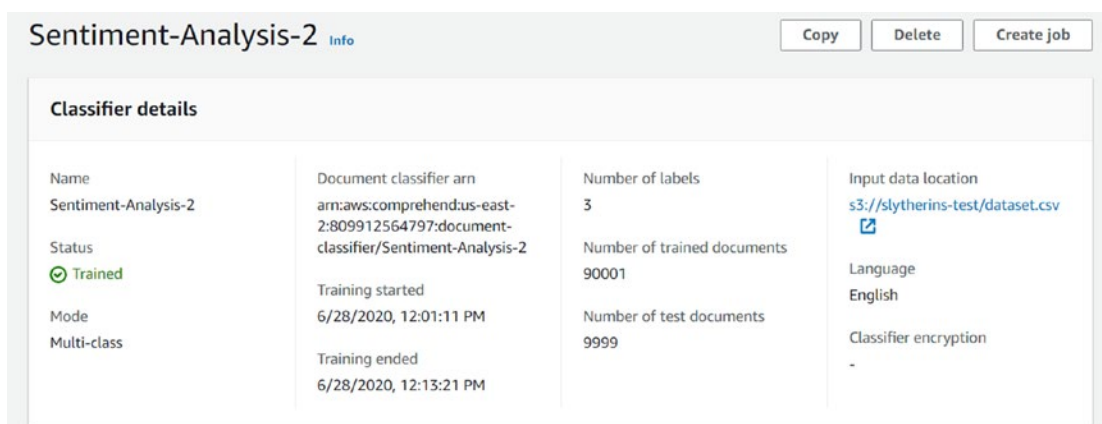 Sentiment-Analysis-2 Info
Copy Delete Create job
Classifier details
Name
Sentiment-Analysis-2
Status
Trained
Mode
Multi-class
Document classifier arn
arn:aws:comprehend:us-east-
2:809912564797:document-
classifier/Sentiment-Analysis-2
Training started
6/28/2020, 12:01:11 PM
Training ended
6/28/2020, 12:13:21 PM
Number of labels
3
Number of trained documents
90001
Number of test documents
9999
Input data location
s3://slytherins-test/dataset.csv
Language
English
Classifier encryption
-